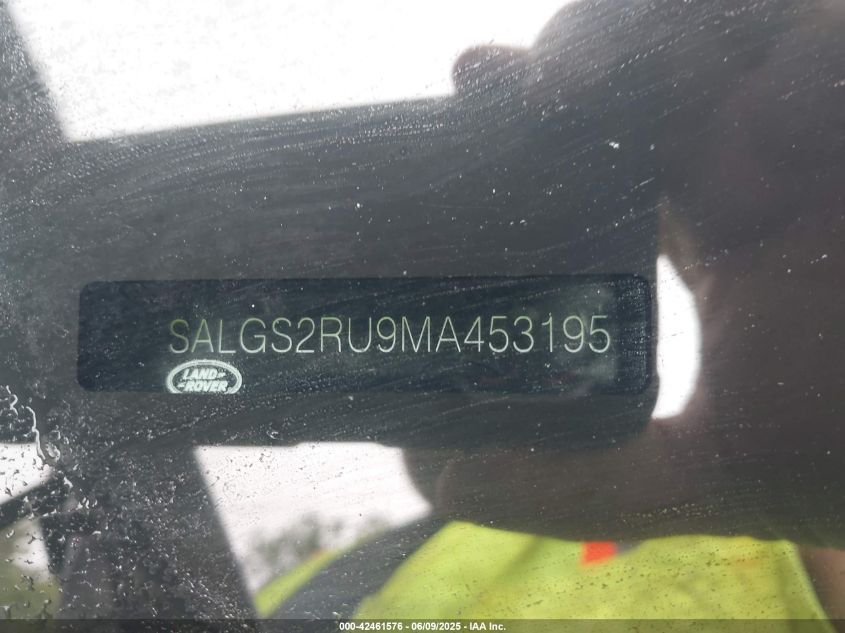 SALGS2RU9MA453195
LAND
ROVER
000-42461576 - 06/09/2025 - IAA Inc.